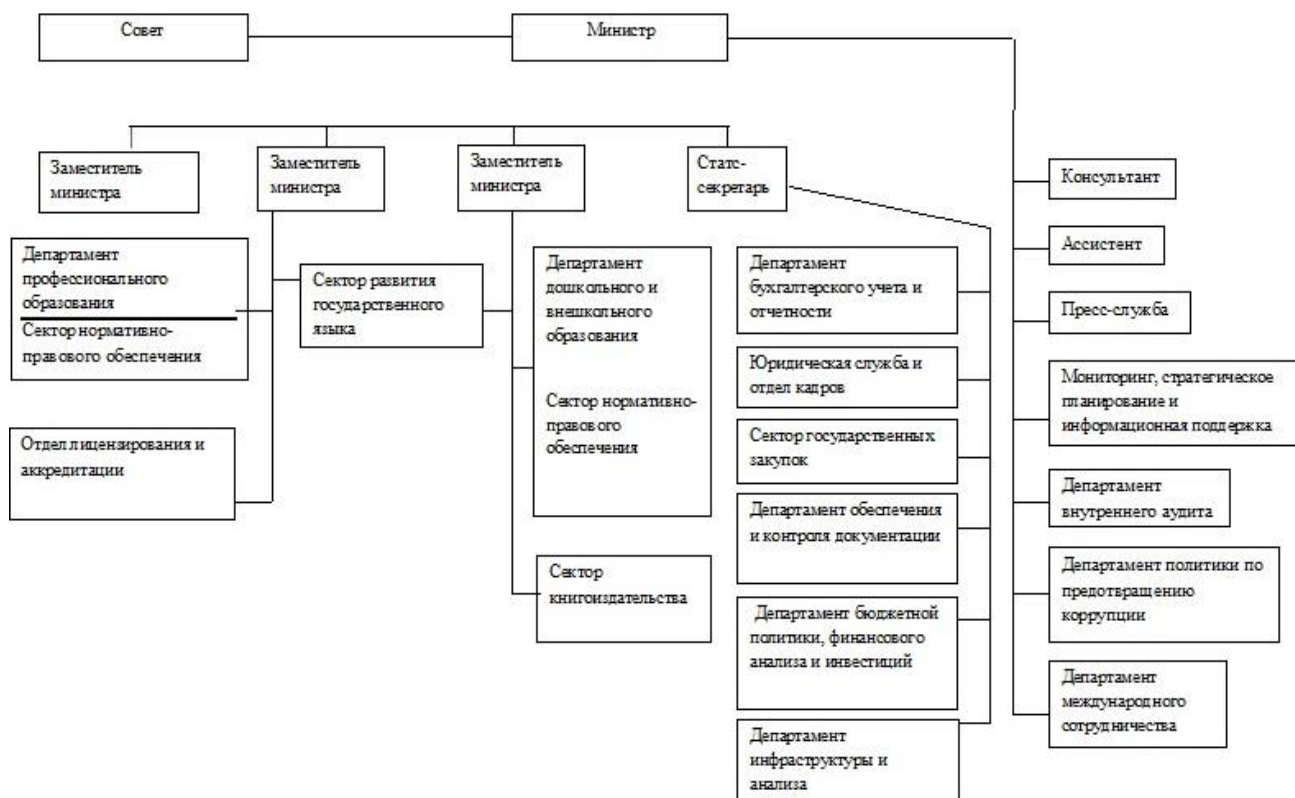 Совет
Министр
Заместитель
министра
Заместитель
министра
Заместитель
министра
Статс-
секретарь
Департамент
профессионального
образования
Сектор нормативно-
правового обеспечения
Отдел лицензирования и
аккредитации
Сектор развития
государственного
языка
Департамент
дошкольного и
внешкольного
образования
Сектор нормативно-
правового
обеспечения
Сектор
книгоиздательства
Департамент
бухгалтерского учета и
отчетности
Юридическая служба и
отдел кадров
Сектор государственных
закупок
Департамент обеспечения
и контроля документации
Департамент бюджетной
политики, финансового
анализа и инвестиций
Департамент
инфраструктуры и
анализа
Консультант
Ассистент
Пресс-служба
Мониторинг, стратегическое
планирование и
информационная поддержка
Департамент
внутреннего аудита
Департамент политики по
предотвращению
коррупции
Департамент
международного
сотрудничества